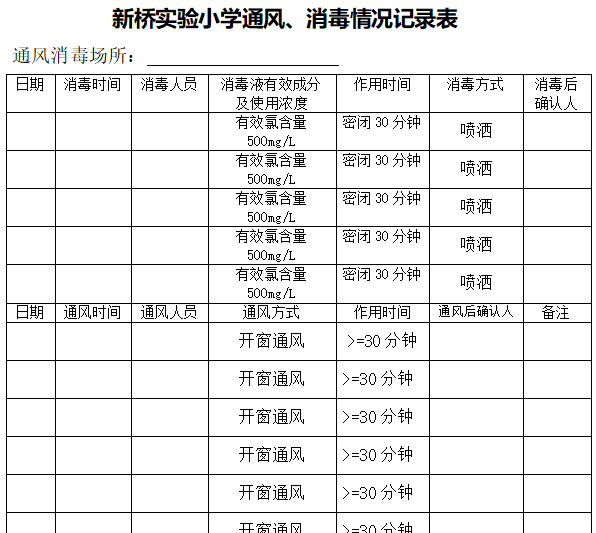 新桥实验小学通风、消毒情况记录表
通风消毒场所：
日期 消毒时间 消毒人员 消毒液有效成分及使用浓度 作用时间 消毒方式 消毒后确认人
有效氯含量 500mg/L 密闭 30 分钟 喷洒
有效氯含量 500mg/L 密闭 30 分钟 喷洒
有效氯含量 500mg/L 密闭 30 分钟 喷洒
有效氯含量 500mg/L 密闭 30 分钟 喷洒
有效氯含量 500mg/L 密闭 30 分钟 喷洒
日期 通风时间 通风人员 通风方式 作用时间 通风后确认人 备注
开窗通风 >=30 分钟
开窗通风 >=30 分钟
开窗通风 >=30 分钟
开窗通风 >=30 分钟
开窗通风 >=30 分钟
开窗通风 >=30 分钟